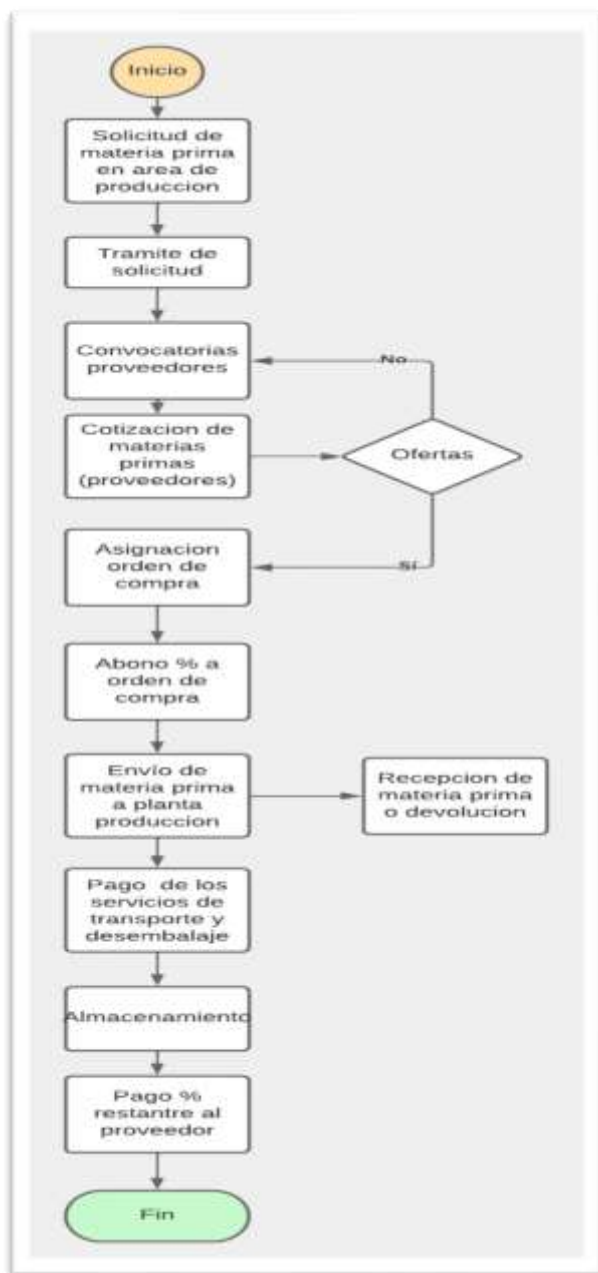 Inicio
Solicitud de
materia prima
en area de
produccion
Tramite de
solicitud
Convocatorias
proveedores
No
Cotizacion de
materias
primas
(proveedores)
Ofertas
Asignacion
orden de
compra
Sí
Abono % a
orden de
compra
Envío de
materia prima
a planta
produccion
Recepcion de
materia prima
o devolucion
Pago de los
servicios de
transporte y
desembalaje
Almacenamiento
Pago %
restantre al
proveedor
Fin